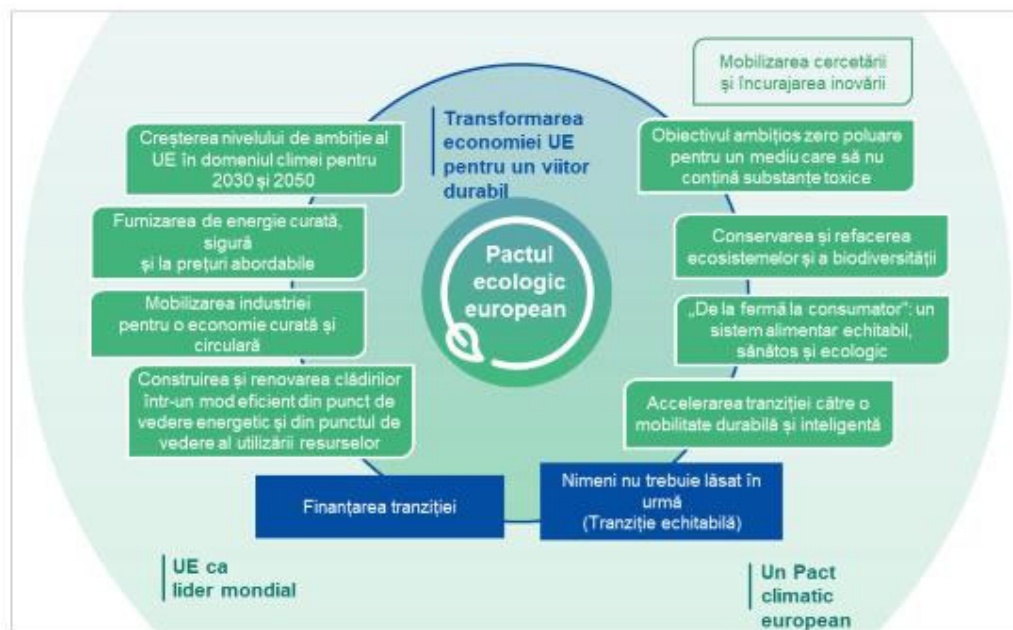 Mobilizarea cercetării
și încurajarea inovării
Transformarea
economiei UE
pentru un viitor
durabil
Creșterea nivelului de ambiție al
UE în domeniul climei pentru
2030 și 2050
Furnizarea de energie curată,
sigură
și la prețuri abordabile
Mobilizarea industriei
pentru o economie curată și
circulară
Construirea și renovarea clădirilor
într-un mod eficient din punct de
vedere energetic și din punctul de
vedere al utilizării resurselor
Pactul
ecologic
european
Obiectivul ambițios zero poluare
pentru un mediu care să nu
conțină substanțe toxice
Conservarea și refacerea
ecosistemelor și a biodiversității
„De la fermă la consumator”: un
sistem alimentar echitabil,
sănătos și ecologic
Accelerarea tranziției către o
mobilitate durabilă și inteligentă
Finanțarea tranziției
Nimeni nu trebuie lăsat în
urmă
(Tranziție echitabilă)
UE ca
lider mondial
Un Pact
climatic
european